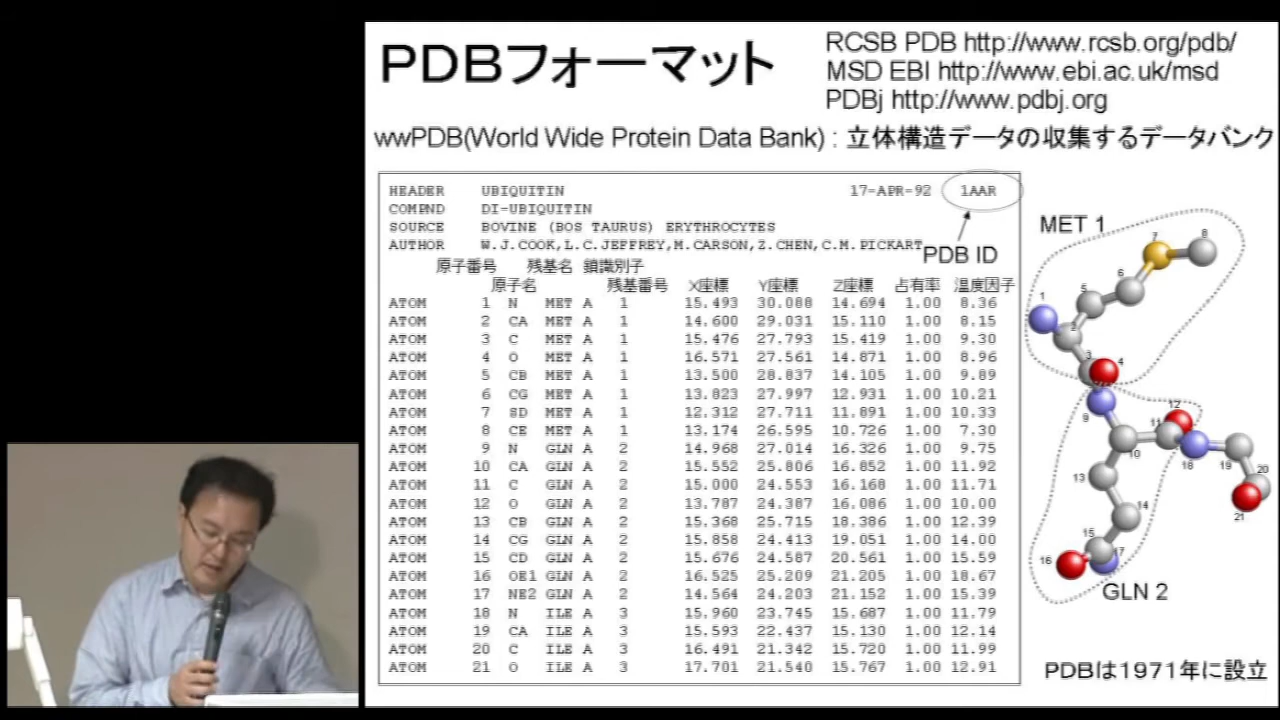 PDBフォーマット
RCSB PDB http://www.rcsb.org/pdb/
MSD EBI http://www.ebi.ac.uk/msd
PDBj http://www.pdbj.org
wwPDB(World Wide Protein Data Bank) : 立体構造データの収集するデータバンク
HEADER UBIQUITIN 17-APR-92 1AAR
COMPND DI-UBIQUITIN
SOURCE BOVINE (BOS TAURUS) ERYTHROCYTES
AUTHOR W.J.COOK,L.C.JEFFREY,M.CARSON,Z.CHEN,C.M.PICKART
PDB ID
原子番号 残基名 鎖識別子
原子名 残基番号 X座標 Y座標 Z座標 占有率 温度因子
ATOM 1 N MET A 1 15.493 30.088 14.694 1.00 8.36
ATOM 2 CA MET A 1 14.600 29.031 15.110 1.00 8.15
ATOM 3 C MET A 1 15.476 27.793 15.419 1.00 9.30
ATOM 4 O MET A 1 16.571 27.561 14.871 1.00 8.96
ATOM 5 CB MET A 1 13.500 28.837 14.105 1.00 9.89
ATOM 6 CG MET A 1 13.823 27.997 12.931 1.00 10.21
ATOM 7 SD MET A 1 12.312 27.711 11.891 1.00 10.33
ATOM 8 CE MET A 1 13.174 26.595 10.726 1.00 7.30
ATOM 9 N GLN A 2 14.968 27.014 16.326 1.00 9.75
ATOM 10 CA GLN A 2 15.552 25.806 16.852 1.00 11.92
ATOM 11 C GLN A 2 15.000 24.553 16.168 1.00 11.71
ATOM 12 O GLN A 2 13.787 24.387 16.086 1.00 10.00
ATOM 13 CB GLN A 2 15.368 25.715 18.386 1.00 12.39
ATOM 14 CG GLN A 2 15.858 24.413 19.051 1.00 14.00
ATOM 15 CD GLN A 2 15.676 24.587 20.561 1.00 15.59
ATOM 16 OE1 GLN A 2 16.525 25.209 21.205 1.00 18.67
ATOM 17 NE2 GLN A 2 14.564 24.203 21.152 1.00 15.39
ATOM 18 N ILE A 3 15.960 23.745 15.687 1.00 11.79
ATOM 19 CA ILE A 3 15.593 22.437 15.130 1.00 12.14
ATOM 20 C ILE A 3 16.491 21.342 15.720 1.00 11.99
ATOM 21 O ILE A 3 17.701 21.540 15.767 1.00 12.91
MET 1
7
8
6
5
1
2
3
4
9
12
11
10
18
19
20
21
13
14
15
17
16
GLN 2
PDBは1971年に設立